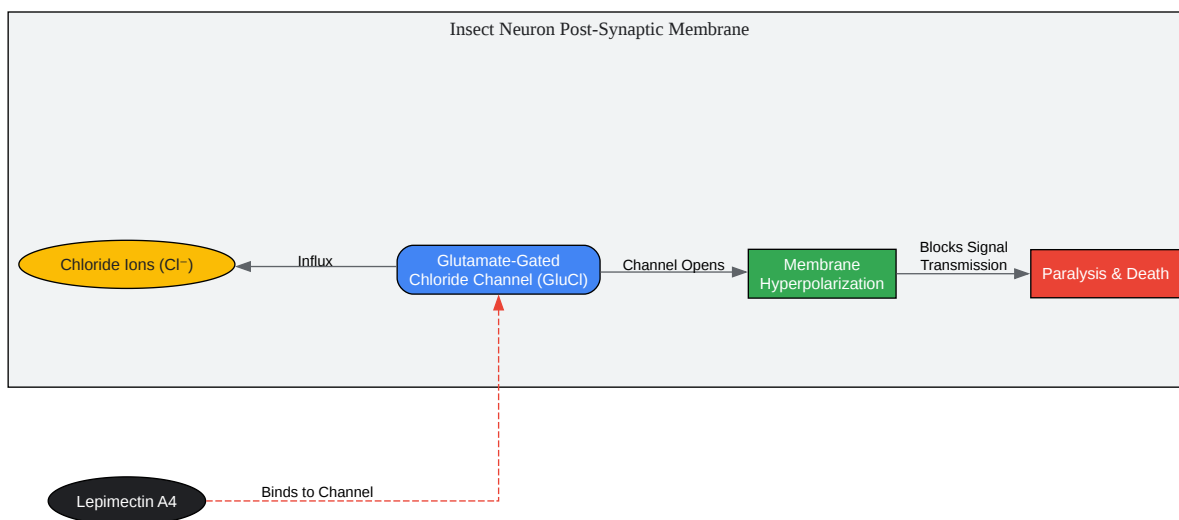 Insect Neuron Post-Synaptic Membrane
Chloride Ions (Cl⁻)
Influx
Glutamate-Gated
Chloride Channel (GluCl)
Channel Opens
Membrane
Hyperpolarization
Blocks Signal
Transmission
Paralysis & Death
Lepimectin A4
Binds to Channel